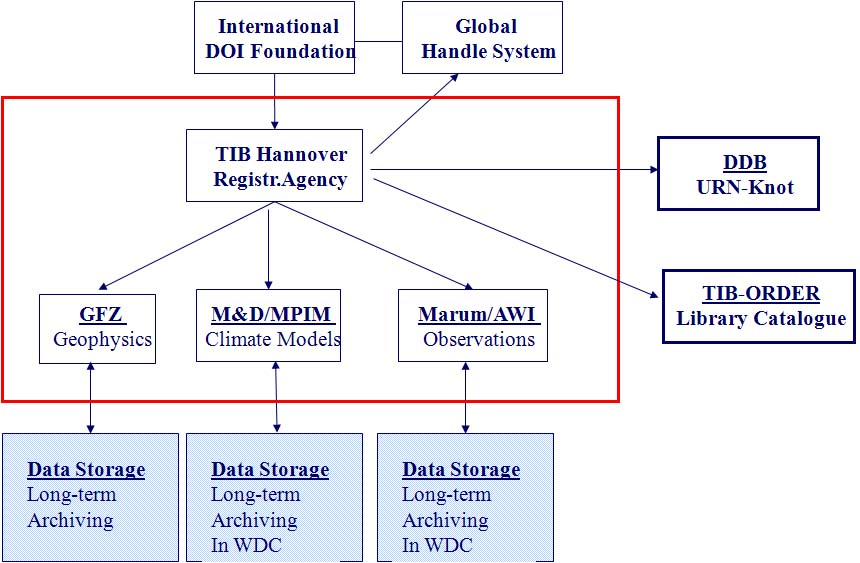 International
DOI Foundation
Global
Handle System
TIB Hannover
Registr.Agency
DDB
URN-Knot
TIB-ORDER
Library Catalogue
GFZ
Geophysics
M&D/MPIM
Climate Models
Marum/AWI
Observations
Data Storage
Long-term
Archiving
Data Storage
Long-term
Archiving
In WDC
Data Storage
Long-term
Archiving
In WDC